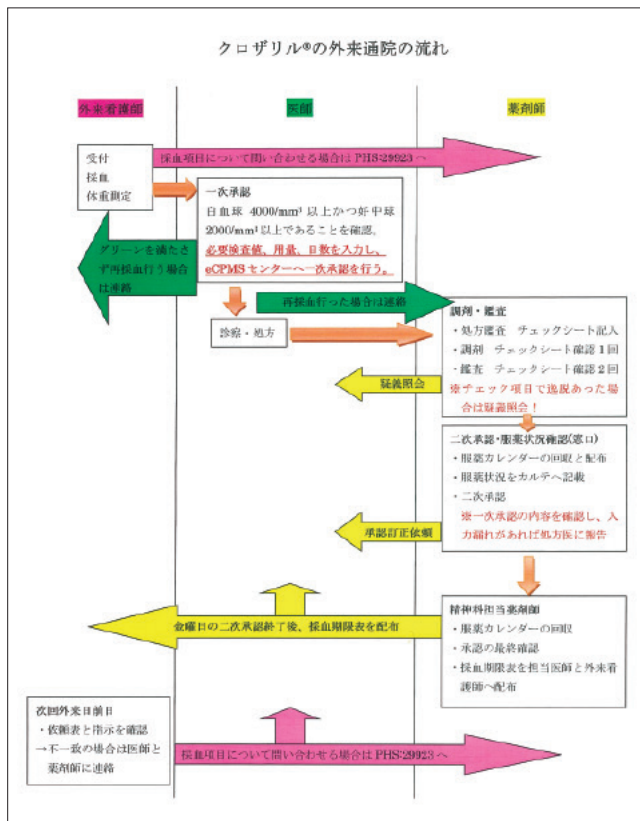 クロザリル®の外来通院の流れ
外来看護師
医師
薬剤師
受付
採血
体重測定
採血項目について問い合わせる場合はPHS:29923へ
一次承認
白血球 4000/mm³以上かつ好中球
2000/mm³以上であることを確認。
必要検査値、用量、日数を入力し、
eCPMSセンターへ一次承認を行う。
グリーンを満たさ
ず再採血行う場合
は連絡
再採血行った場合は連絡
診察・処方
調剤・鑑査
・処方鑑査 チェックシート記入
・調剤 チェックシート確認1回
・鑑査 チェックシート確認2回
※チェック項目で逸脱あった場
合は疑義照会！
疑義照会
二次承認・服薬状況確認(窓口)
・服薬カレンダーの回収と配布
・服薬状況をカルテへ記載
・二次承認
※一次承認の内容を確認し、入
力漏れがあれば処方医に報告
承認訂正依頼
精神科担当薬剤師
・服薬カレンダーの回収
・承認の最終確認
・採血期限表を担当医師と外来看
護師へ配布
金曜日の二次承認終了後、採血期限表を配布
次回外来日前日
・依頼表と指示を確認
→不一致の場合は医師と
薬剤師に連絡
採血項目について問い合わせる場合はPHS:29923へ